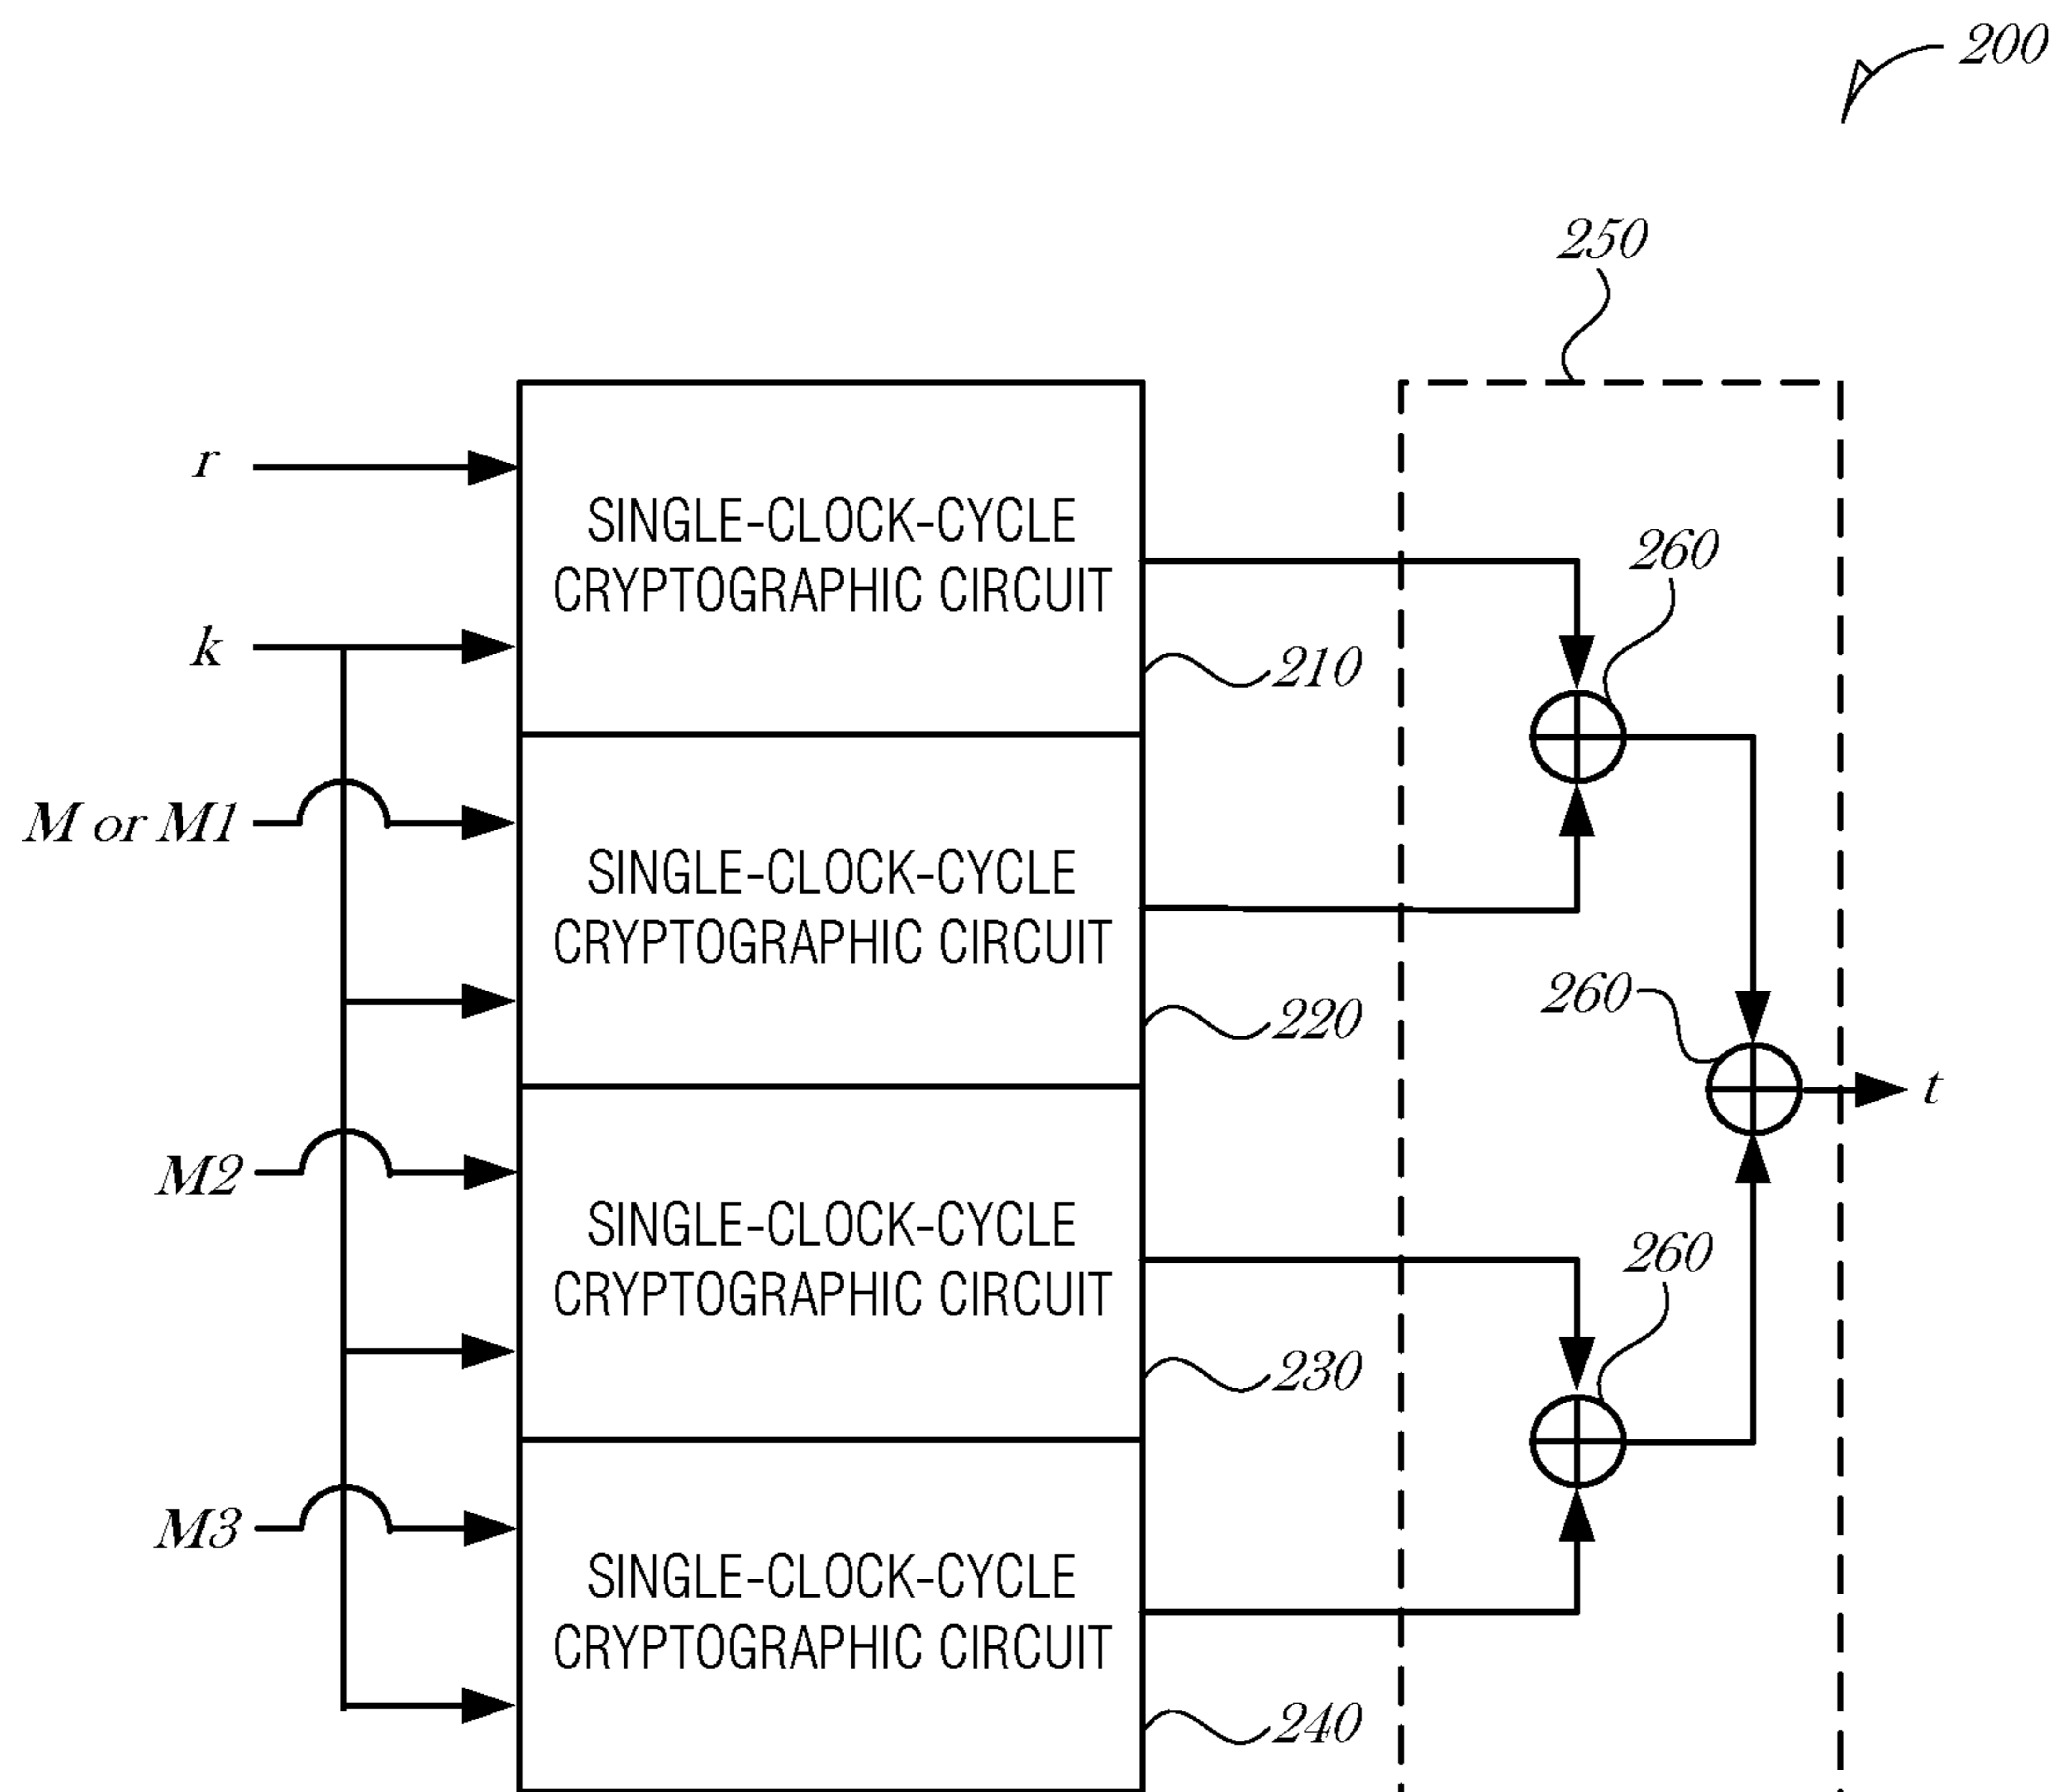 200
250
r
SINGLE-CLOCK-CYCLE
CRYPTOGRAPHIC CIRCUIT
260
k
210
M or M1
SINGLE-CLOCK-CYCLE
CRYPTOGRAPHIC CIRCUIT
220
260
t
M2
SINGLE-CLOCK-CYCLE
CRYPTOGRAPHIC CIRCUIT
260
230
M3
SINGLE-CLOCK-CYCLE
CRYPTOGRAPHIC CIRCUIT
240